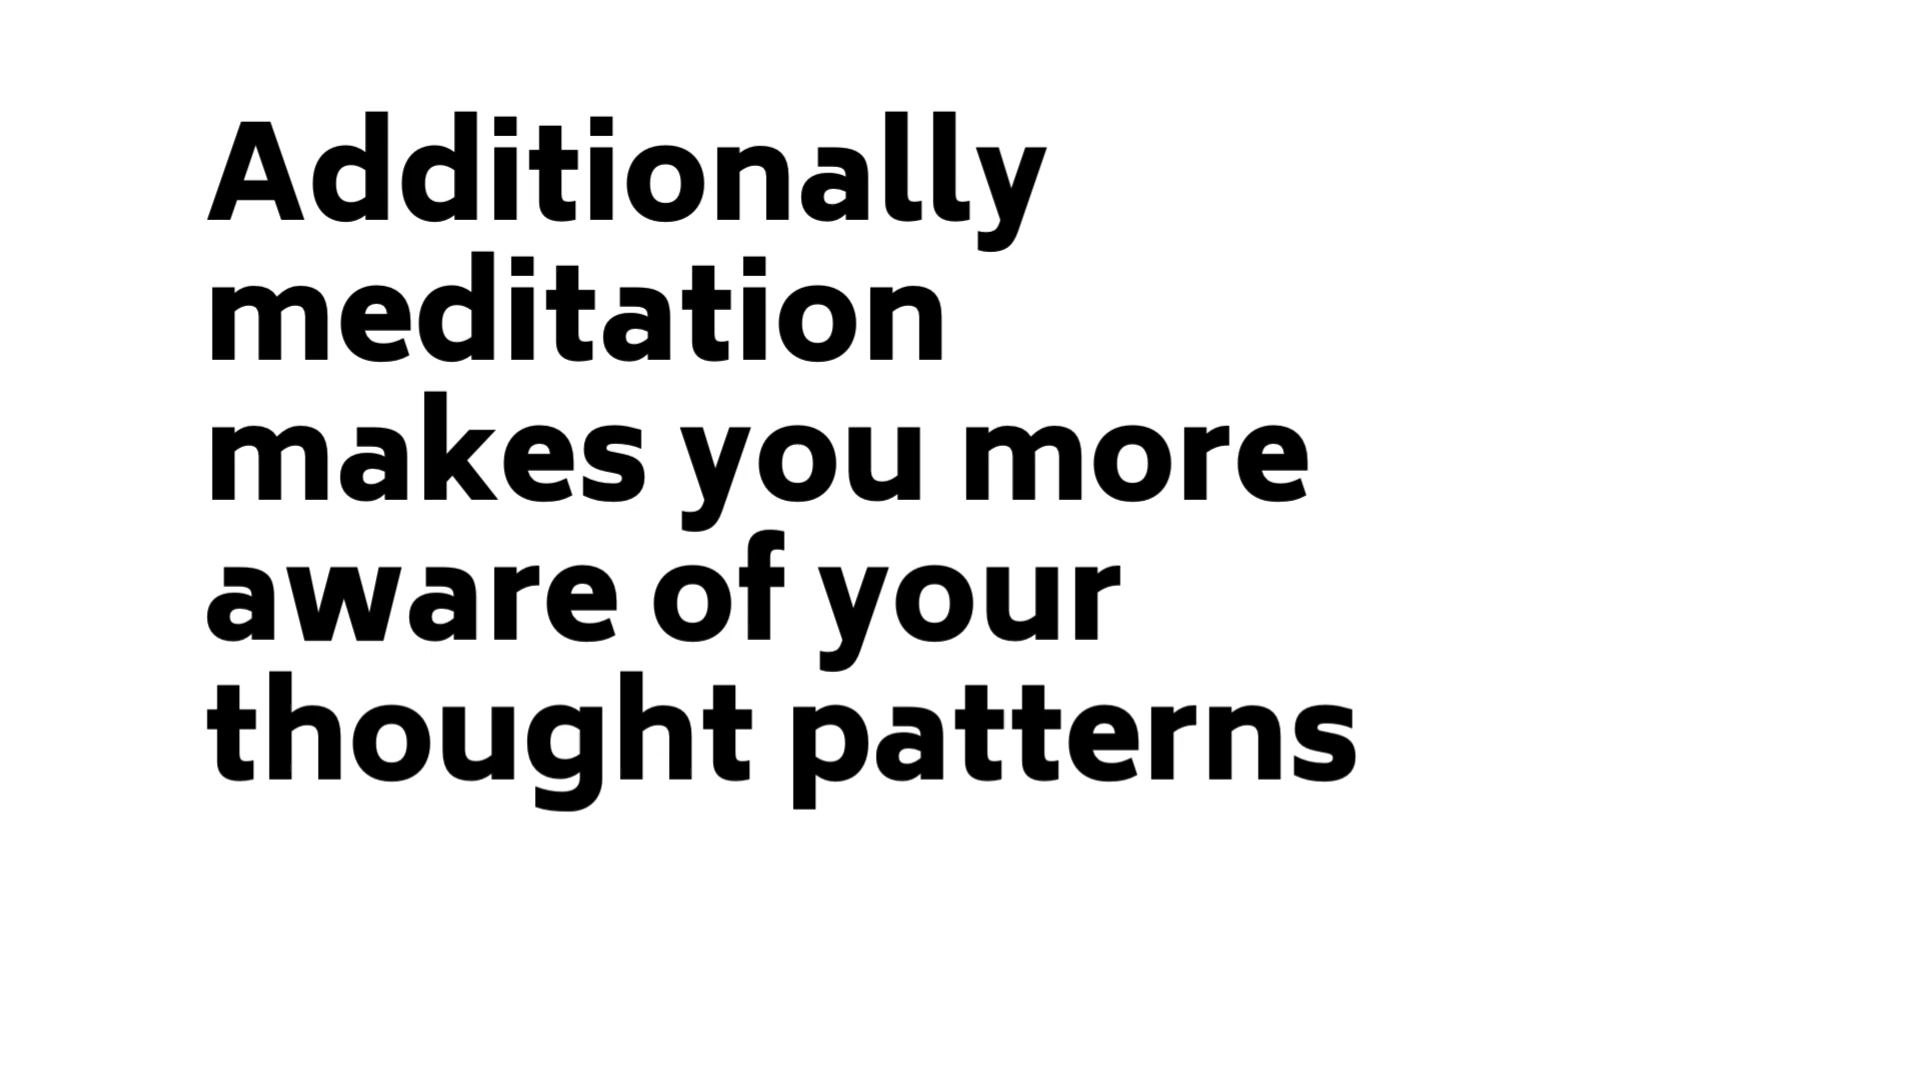 Additionally
meditation
makes you more
aware of your
thought patterns